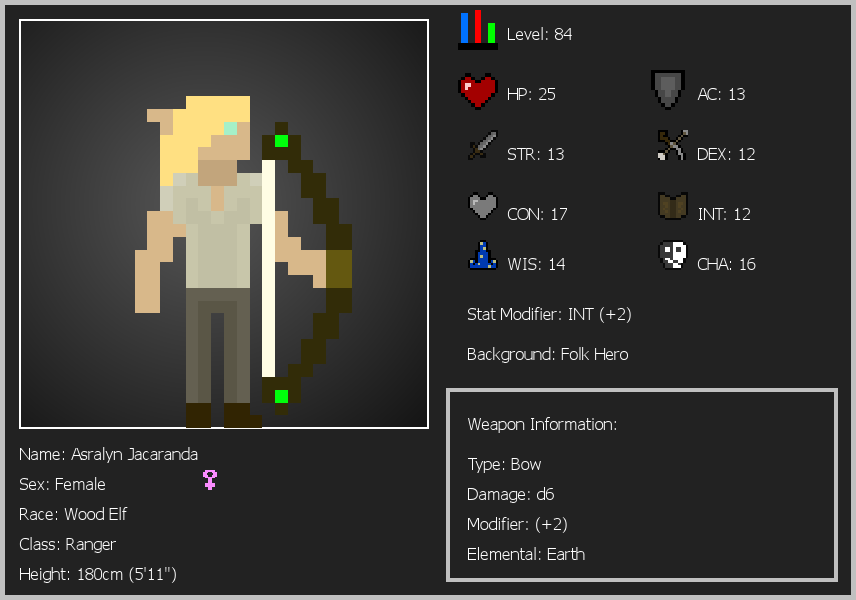 Level: 84
HP: 25
AC: 13
STR: 13
DEX: 12
CON: 17
INT: 12
WIS: 14
CHA: 16
Stat Modifier: INT (+2)
Background: Folk Hero
Weapon Information:
Type: Bow
Damage: d6
Modifier: (+2)
Elemental: Earth
Name: Asralyn Jacaranda
Sex: Female
Race: Wood Elf
Class: Ranger
Height: 180cm (5'11")